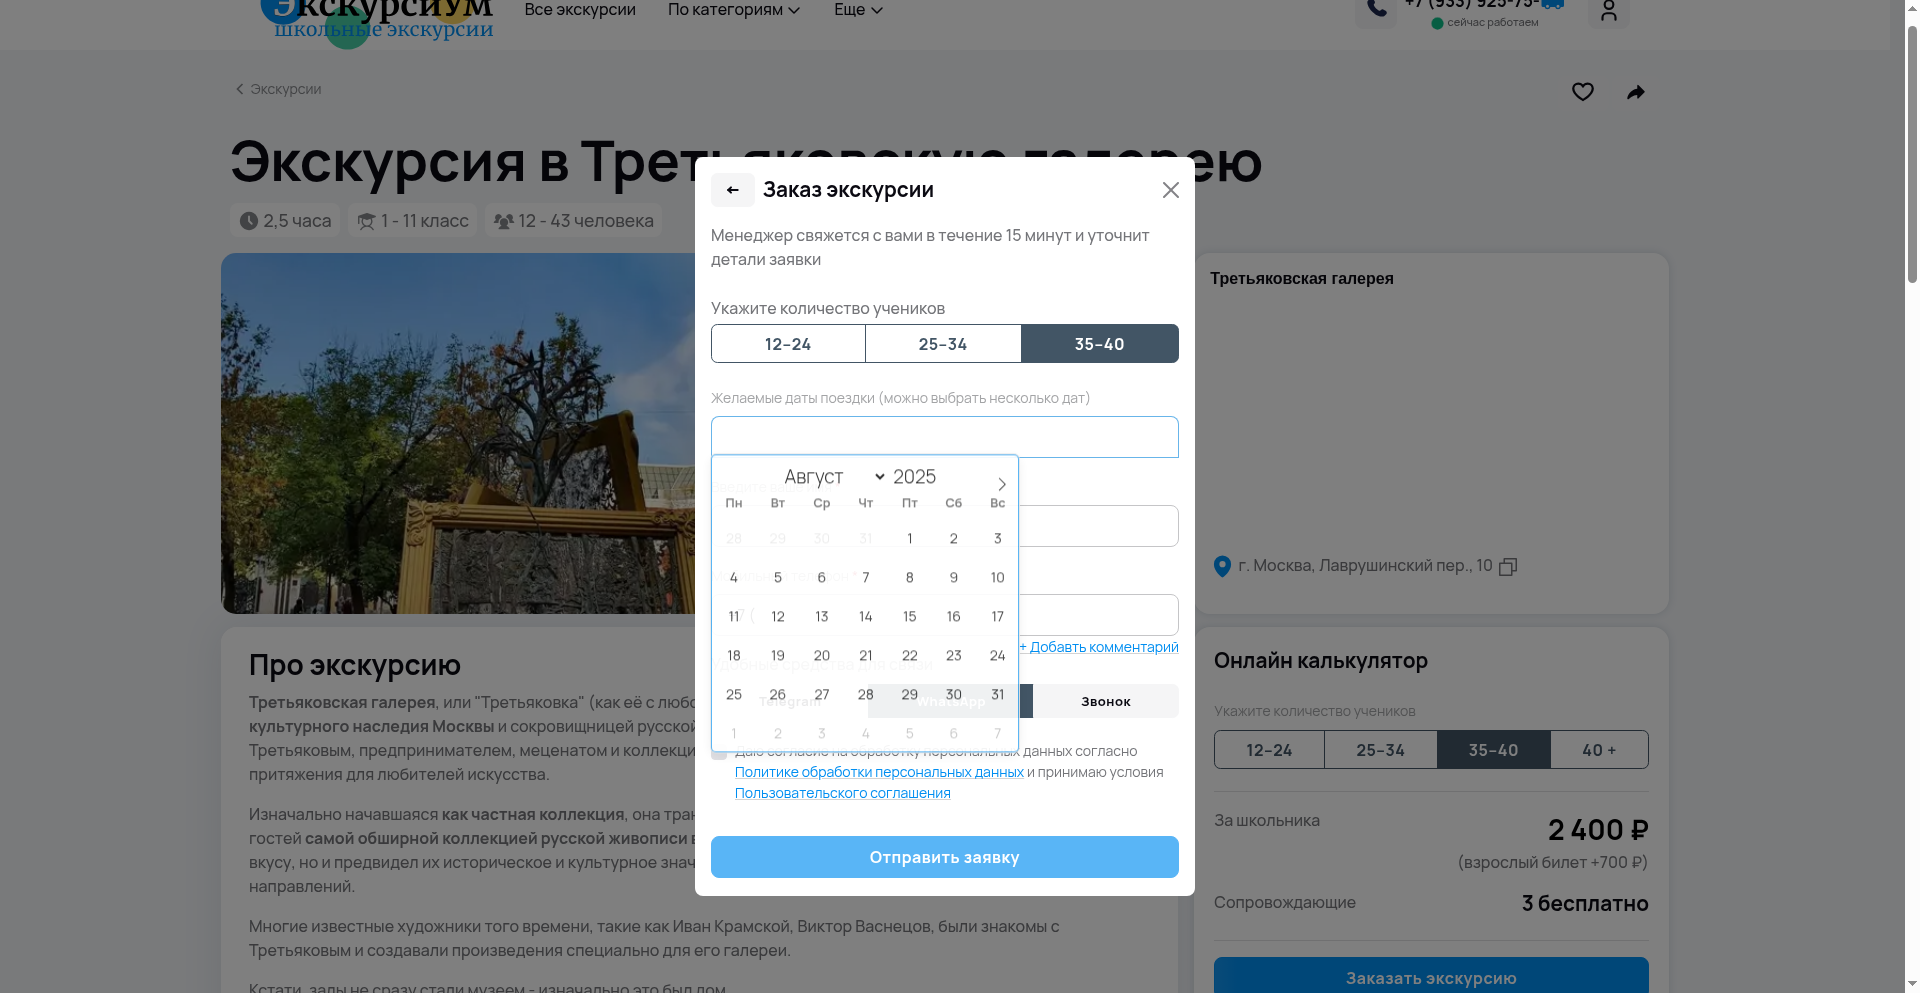 ЭкскурсиУм
школьные экскурсии
Все экскурсии
По категориям
Еще
+7 (933) 925-75-
сейчас работаем
Экскурсии
Экскурсия в Третьяковскую галерею
2,5 часа
1 - 11 класс
12 - 43 человека
Заказ экскурсии
Менеджер свяжется с вами в течение 15 минут и уточнит
детали заявки
Укажите количество учеников
12–24 25–34 35–40
Желаемые даты поездки (можно выбрать несколько дат)
Август 2025
Пн Вт Ср Чт Пт Сб Вс
28 29 30 31 1 2 3
4 5 6 7 8 9 10
11 12 13 14 15 16 17
18 19 20 21 22 23 24
25 26 27 28 29 30 31
1 2 3 4 5 6 7
+ Добавть комментарий
Удобные средства для связи
Telegram WhatsApp Звонок
Даю согласие на обработку персональных данных согласно
Политике обработки персональных данных и принимаю условия
Пользовательского соглашения
Отправить заявку
Третьяковская галерея
г. Москва, Лаврушинский пер., 10
Про экскурсию
Третьяковская галерея, или "Третьяковка" (как её с любо
культурного наследия Москвы и сокровищницей русской
Третьяковым, предпринимателем, меценатом и коллекци
притяжения для любителей искусства.
Изначально начавшаяся как частная коллекция, она тран
гостей самой обширной коллекцией русской живописи в
вкусу, но и предвидел их историческое и культурное знач
направлений.
Многие известные художники того времени, такие как Иван Крамской, Виктор Васнецов, были знакомы с
Третьяковым и создавали произведения специально для его галереи.
Кстати, залы не сразу стали музеем - изначально это был дом
Онлайн калькулятор
Укажите количество учеников
12–24 25–34 35–40 40 +
За школьника
2 400 ₽
(взрослый билет +700 ₽)
Сопровождающие
3 бесплатно
Заказать экскурсию